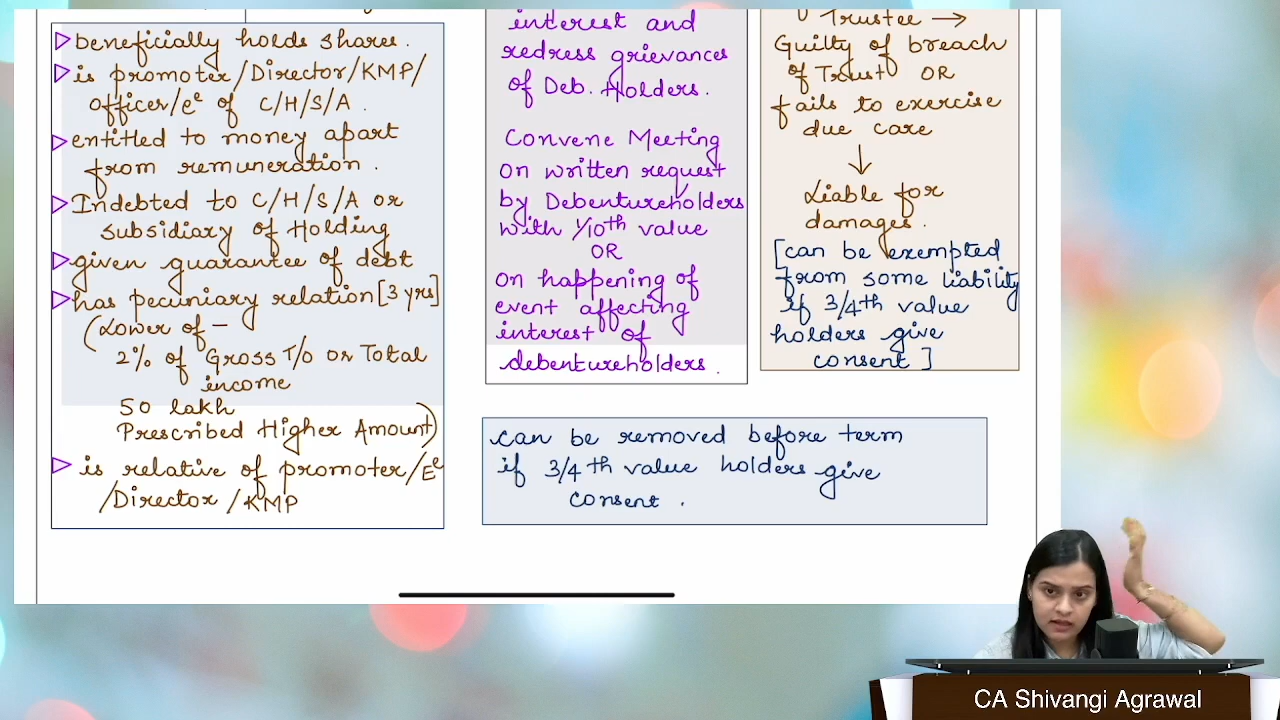 beneficially holds shares.
is promoter/Director/KMP/
officer/eᵉ of C/H/S/A.
entitled to money apart
from remuneration.
Indebted to C/H/S/A or
subsidiary of Holding
given guarantee of debt
has pecuniary relation [3 yrs]
(Lower of –
2% of Gross T/O or Total
income
50 lakh
Prescribed Higher Amount)
is relative of promoter/Eᵉ
/Director/KMP
interest and
redress grievances
of Deb. Holders.
Convene Meeting
on written request
by Debentureholders
with 1/10th value
OR
on happening of
event affecting
interest of
debentureholders.
Trustee →
Guilty of breach
of Trust OR
fails to exercise
due care
Liable for
damages.
[can be exempted
from some liability
if 3/4th value
holders give
consent]
can be removed before term
if 3/4th value holders give
consent.
CA Shivangi Agrawal